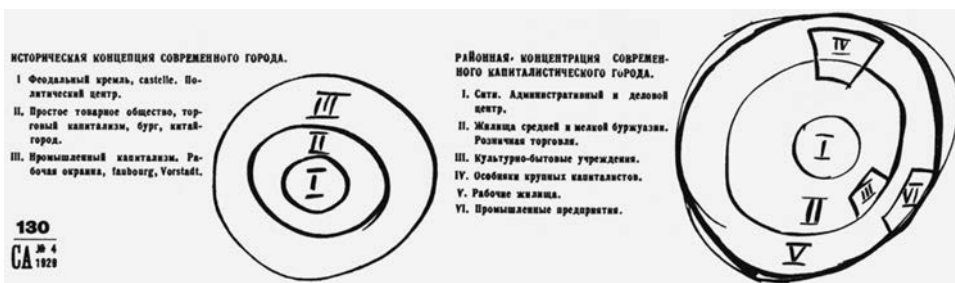 ИСТОРИЧЕСКАЯ КОНЦЕПЦИЯ СОВРЕМЕННОГО ГОРОДА.
I Феодальный кремль, castelle. По-
литический центр.
II. Простое товарное общество, тор-
говый капитализм, бург, китай-
город.
III. Промышленный капитализм. Ра-
бочая окраина, faubourg, Vorstadt.
130
СА № 4
1929
III
II
I
РАЙОННАЯ КОНЦЕНТРАЦИЯ СОВРЕМЕН-
НОГО КАПИТАЛИСТИЧЕСКОГО ГОРОДА.
I. Сити. Административный и деловой
центр.
II. Жилища средней и мелкой буржуазии.
Розничная торговля.
III. Культурно-бытовые учреждения.
IV. Особняки крупных капиталистов.
V. Рабочие жилища.
VI. Промышленные предприятия.
IV
I
III
VI
II
V